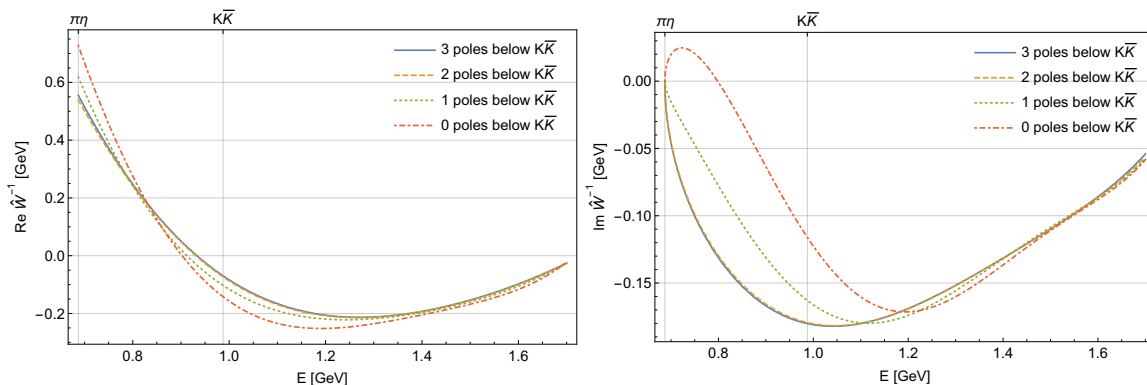 πη
KK̅
3 poles below KK̅
2 poles below KK̅
1 poles below KK̅
0 poles below KK̅
Re Ŵ⁻¹ [GeV]
0.6
0.4
0.2
0.0
−0.2
0.8
1.0
1.2
1.4
1.6
E [GeV]
πη
KK̅
3 poles below KK̅
2 poles below KK̅
1 poles below KK̅
0 poles below KK̅
Im Ŵ⁻¹ [GeV]
0.00
−0.05
−0.10
−0.15
0.8
1.0
1.2
1.4
1.6
E [GeV]